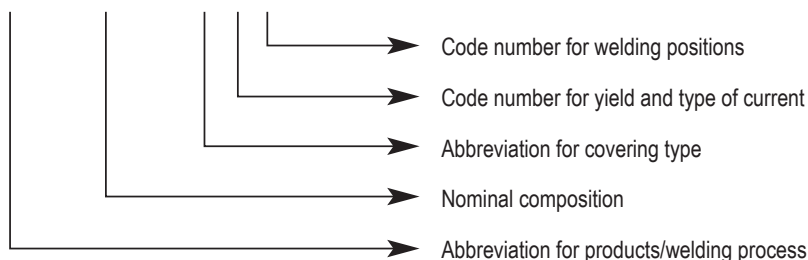 Code number for welding positions
Code number for yield and type of current
Abbreviation for covering type
Nominal composition
Abbreviation for products/welding process